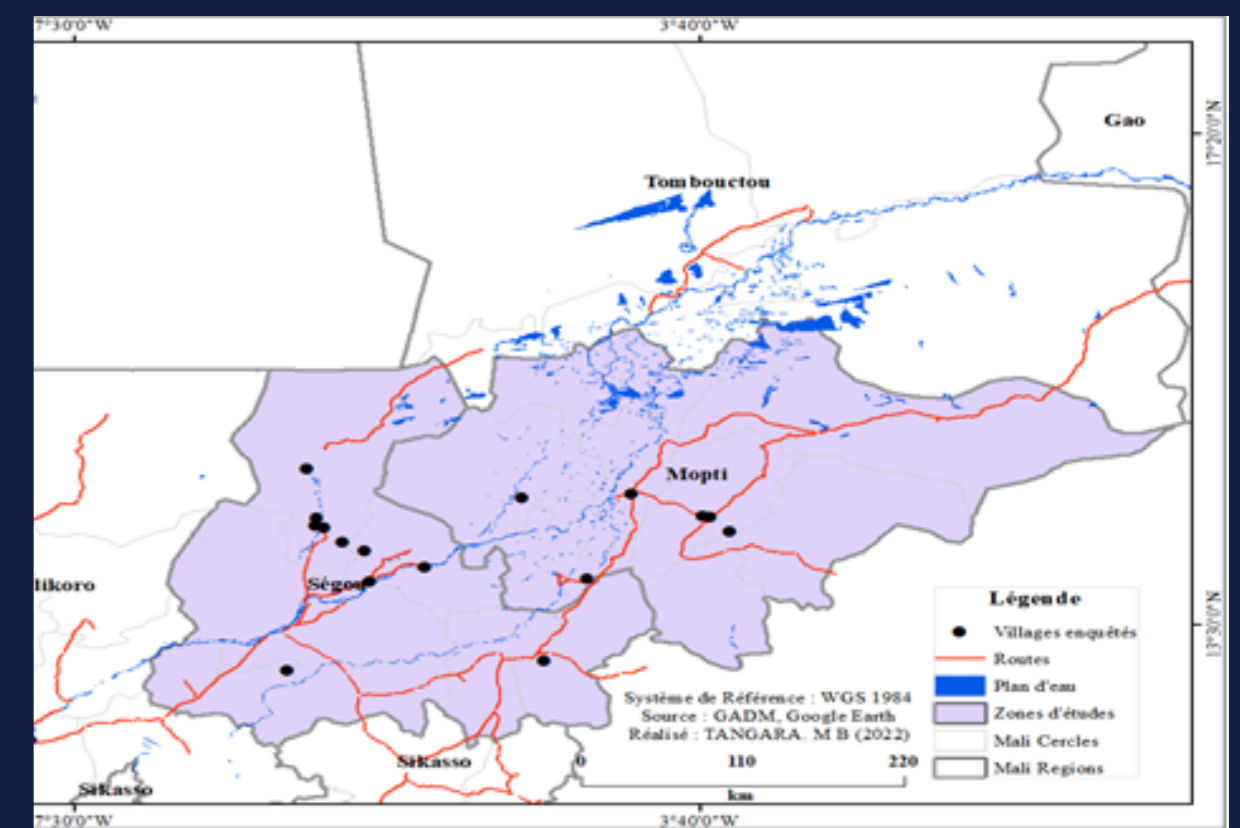 7°30'0"W
3°40'0"W
Gao
17°20'0"N
Tombouctou
Mopti
likoro
Ségou
13°30'0"N
Légende
Villages enquêtés
Routes
Plan d'eau
Zones d'études
Mali Cercles
Mali Regions
Système de Référence : WGS 1984
Source : GADM, Google Earth
Réalisé : TANGARA. M B (2022)
0 110 220
km
Sikasso
Sikasso
7°30'0"W
3°40'0"W